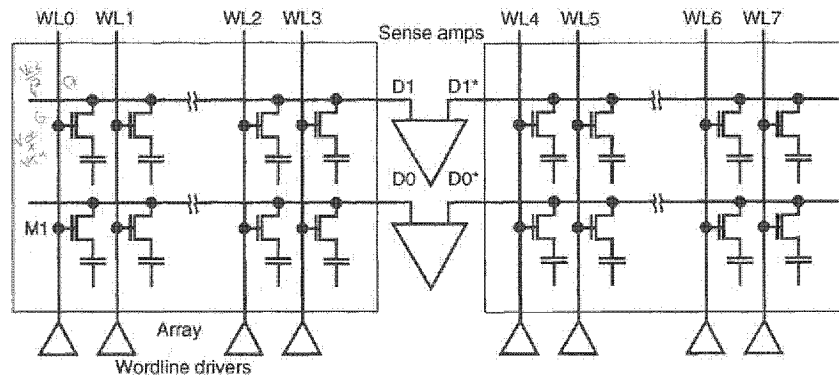 WL0 WL1 WL2 WL3 WL4 WL5 WL6 WL7
Sense amps
D1 D1*
D0 D0*
M1
Array
Wordline drivers